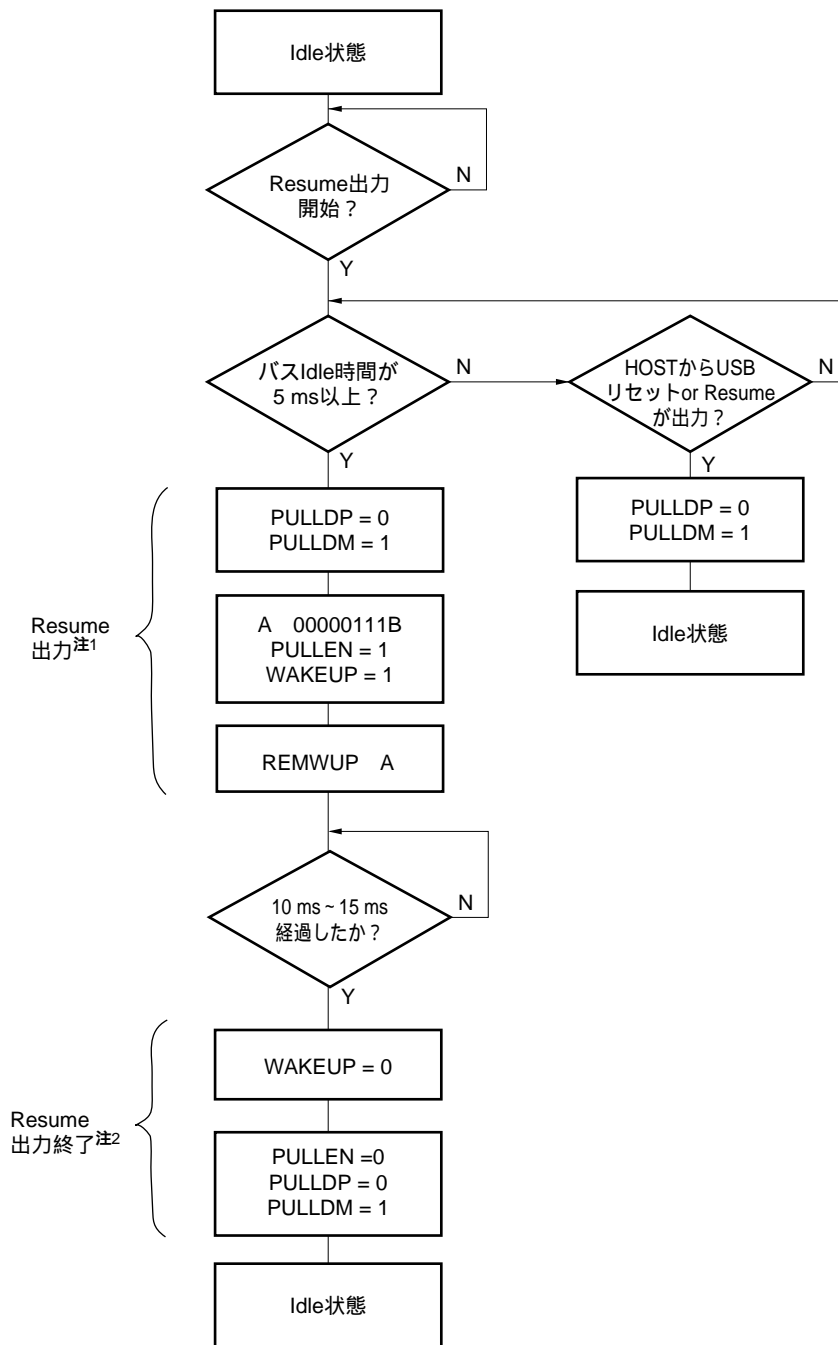 Idle状態
Resume出力
開始？
N
Y
バスIdle時間が
5 ms以上？
N
Y
HOSTからUSB
リセットor Resume
が出力？
N
Y
PULLDP = 0
PULLDM = 1
Idle状態
Resume
出力注1
PULLDP = 0
PULLDM = 1
A 00000111B
PULLEN = 1
WAKEUP = 1
REMWUP A
10 ms ~ 15 ms
経過したか？
N
Y
Resume
出力終了注2
WAKEUP = 0
PULLEN =0
PULLDP = 0
PULLDM = 1
Idle状態